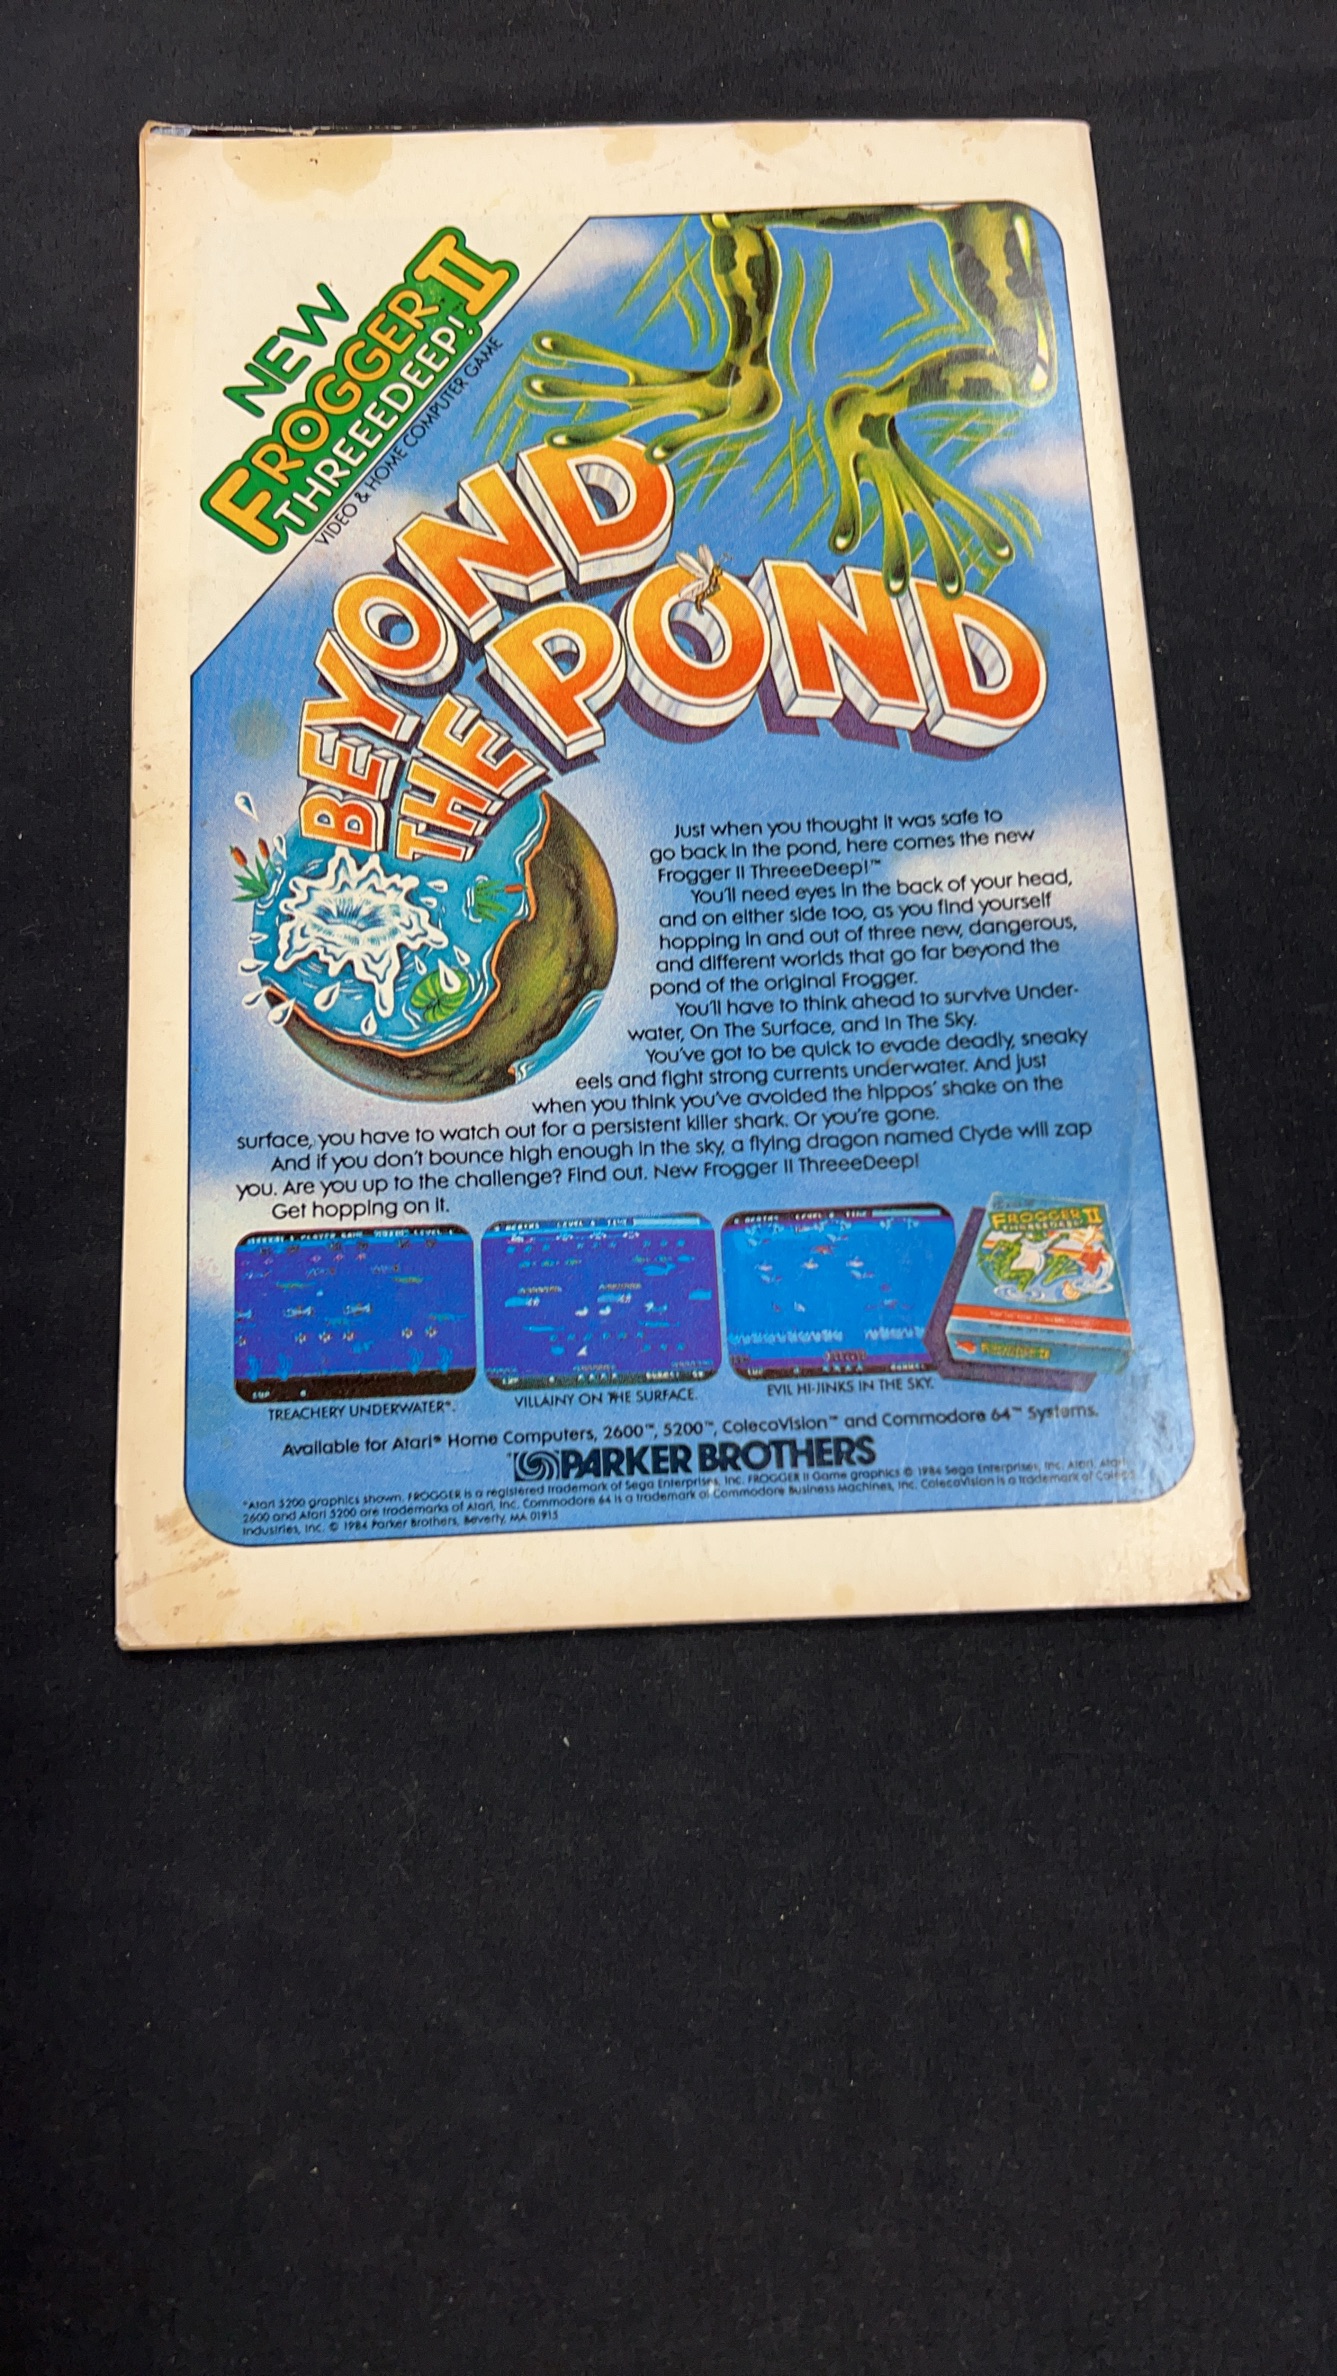 NEW
FROGGER II
THREEEDEEP!
VIDEO & HOME COMPUTER GAME
BEYOND
THE POND
Just when you thought it was safe to
go back in the pond, here comes the new
Frogger II ThreeeDeep!™
You'll need eyes in the back of your head,
and on either side too, as you find yourself
hopping in and out of three new, dangerous,
and different worlds that go far beyond the
pond of the original Frogger.
You'll have to think ahead to survive Under-
water, On The Surface, and In The Sky.
You've got to be quick to evade deadly, sneaky
eels and fight strong currents underwater. And just
when you think you've avoided the hippos' shake on the
surface, you have to watch out for a persistent killer shark. Or you're gone.
And if you don't bounce high enough in the sky, a flying dragon named Clyde will zap
you. Are you up to the challenge? Find out. New Frogger II ThreeeDeep!
Get hopping on it.
FROGGER II
TREACHERY UNDERWATER*.
VILLAINY ON THE SURFACE.
EVIL HI-JINKS IN THE SKY.
Available for Atari® Home Computers, 2600™, 5200™, ColecoVision™ and Commodore 64™ Systems.
PARKER BROTHERS
*Atari 5200 graphics shown. FROGGER is a registered trademark of Sega Enterprises, Inc. FROGGER II Game graphics © 1984 Sega Enterprises, Inc. Atari, Atari
2600 and Atari 5200 are trademarks of Atari, Inc. Commodore 64 is a trademark of Commodore Business Machines, Inc. ColecoVision is a trademark of Coleco
Industries, Inc. © 1984 Parker Brothers, Beverly, MA 01915